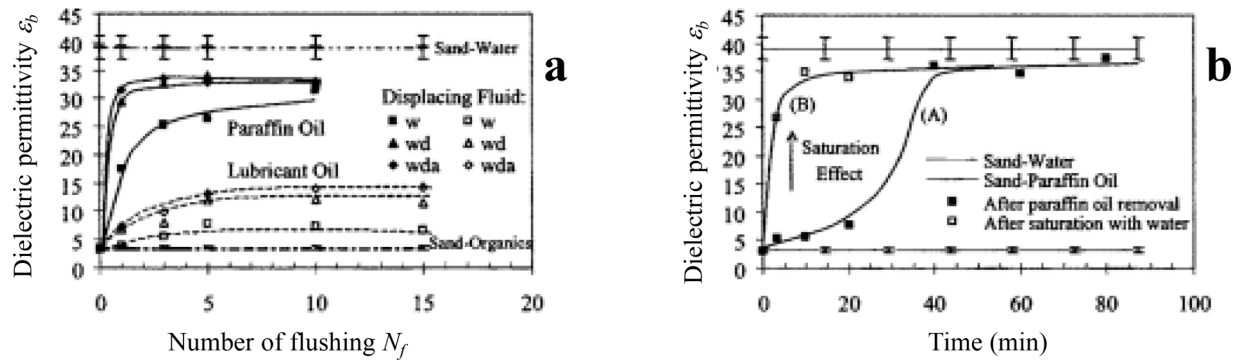 Dielectric permittivity ε_b
45
40
35
30
25
20
15
10
5
0
0
5
10
15
20
Number of flushing N_f
Sand-Water
a
Displacing Fluid:
w
w
wd
wd
wda
wda
Paraffin Oil
Lubricant Oil
Sand-Organics
Dielectric permittivity ε_b
45
40
35
30
25
20
15
10
5
0
0
20
40
60
80
100
Time (min)
b
(B)
(A)
Saturation
Effect
Sand-Water
Sand-Paraffin Oil
After paraffin oil removal
After saturation with water